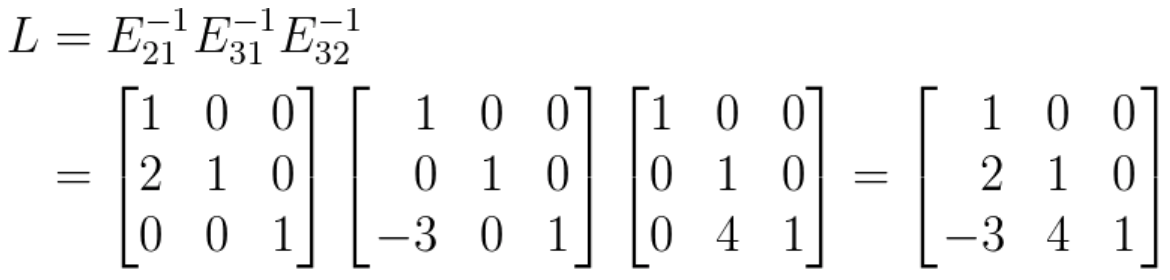 L = E_{21}^{-1} E_{31}^{-1} E_{32}^{-1}
= \begin{bmatrix} 1 & 0 & 0 \\ 2 & 1 & 0 \\ 0 & 0 & 1 \end{bmatrix} \begin{bmatrix} 1 & 0 & 0 \\ 0 & 1 & 0 \\ -3 & 0 & 1 \end{bmatrix} \begin{bmatrix} 1 & 0 & 0 \\ 0 & 1 & 0 \\ 0 & 4 & 1 \end{bmatrix} = \begin{bmatrix} 1 & 0 & 0 \\ 2 & 1 & 0 \\ -3 & 4 & 1 \end{bmatrix}